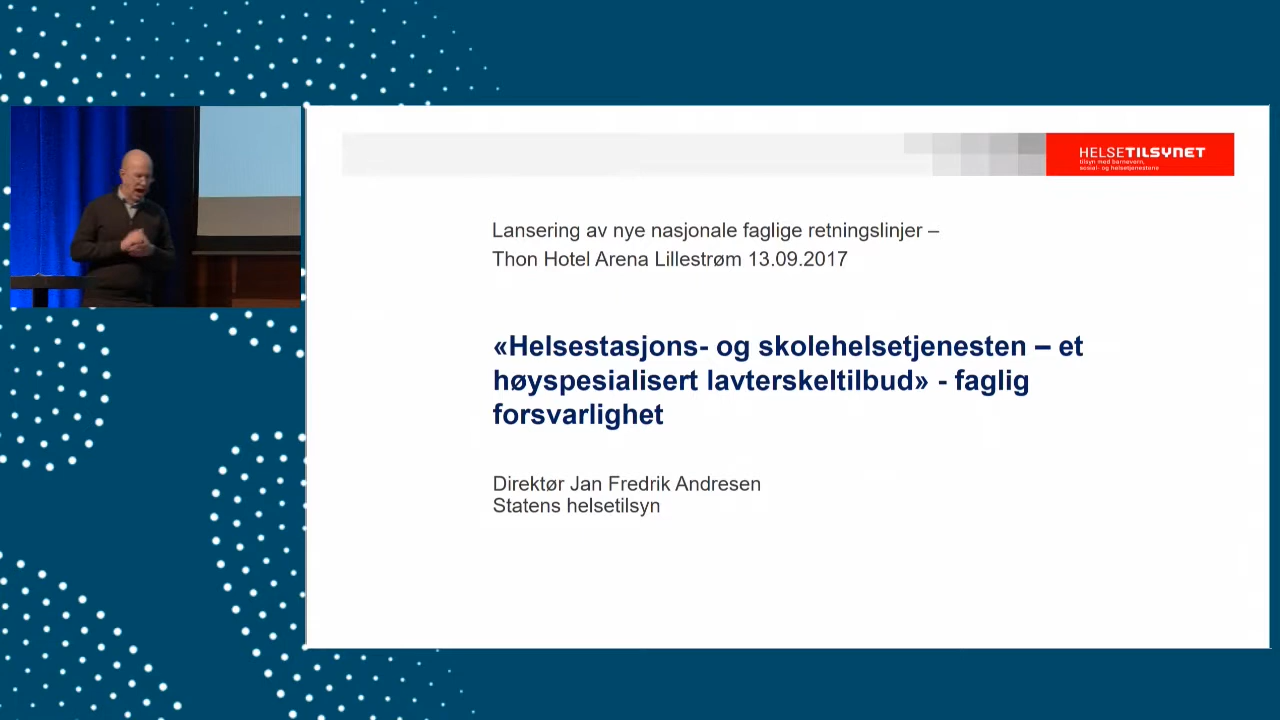 HELSETILSYNET
tilsyn med barnevern,
sosial- og helsetjenestene
Lansering av nye nasjonale faglige retningslinjer –
Thon Hotel Arena Lillestrøm 13.09.2017
«Helsestasjons- og skolehelsetjenesten – et
høyspesialisert lavterskeltilbud» - faglig
forsvarlighet
Direktør Jan Fredrik Andresen
Statens helsetilsyn